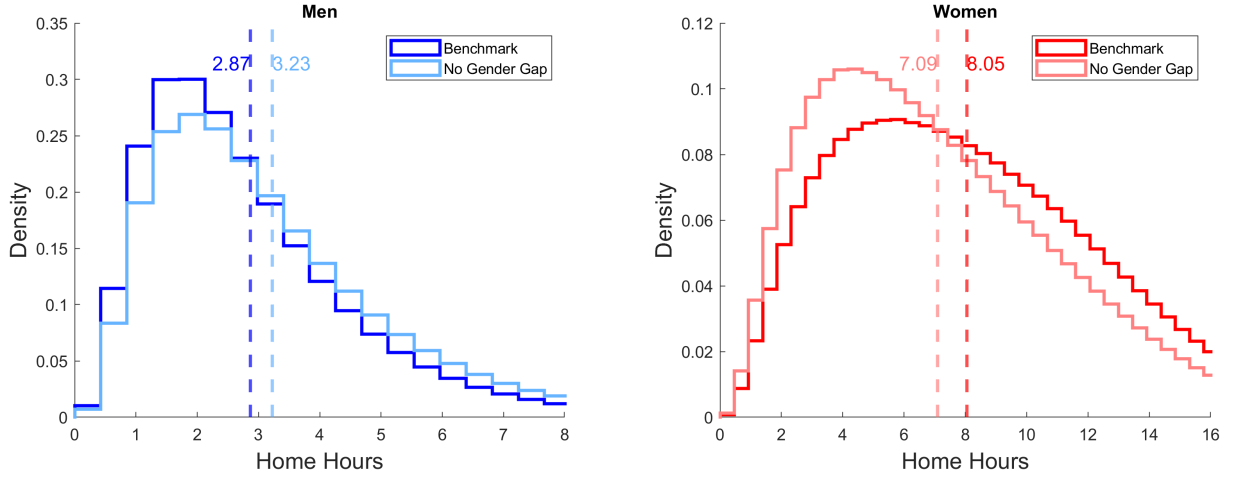 Men
0.35
0.3
0.25
0.2
0.15
0.1
0.05
0
Density
2.87
3.23
Benchmark
No Gender Gap
0 1 2 3 4 5 6 7 8
Home Hours
Women
0.12
0.1
0.08
0.06
0.04
0.02
0
Density
7.09
8.05
Benchmark
No Gender Gap
0 2 4 6 8 10 12 14 16
Home Hours